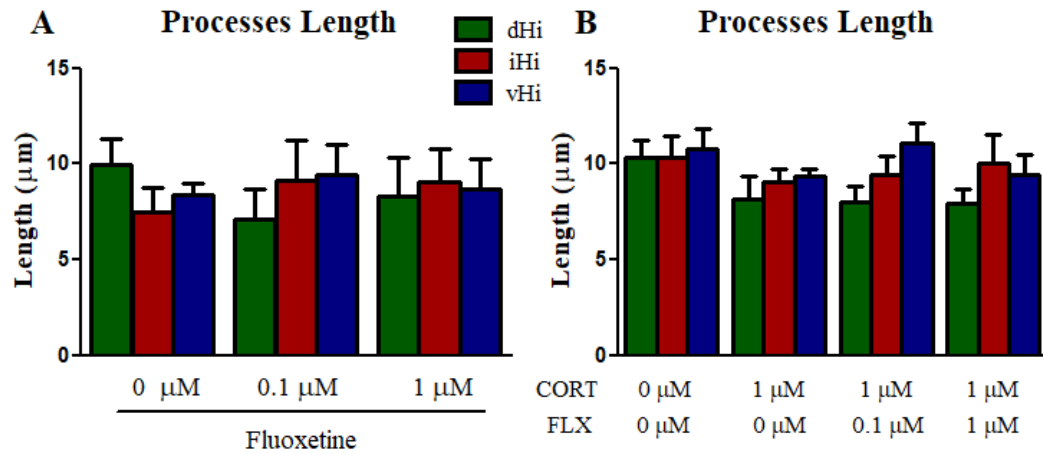 A Processes Length
dHi
iHi
vHi
B Processes Length
15
10
5
0
Length (μm)
0 μM 0.1 μM 1 μM
Fluoxetine
15
10
5
0
Length (μm)
CORT 0 μM 1 μM 1 μM 1 μM
FLX 0 μM 0 μM 0.1 μM 1 μM